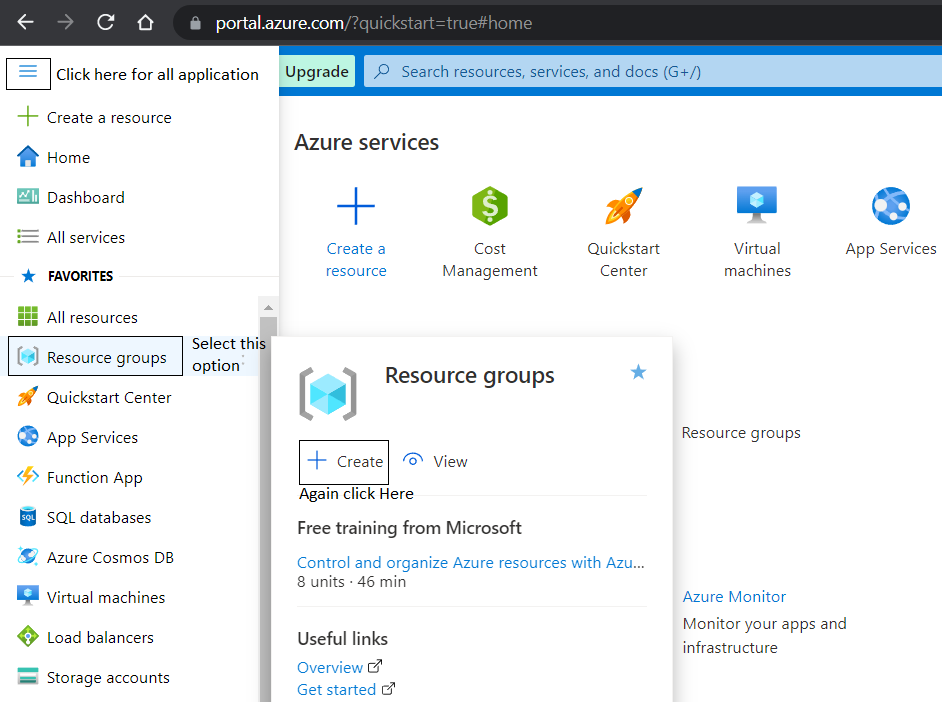 portal.azure.com/?quickstart=true#home
Click here for all application
Upgrade
Search resources, services, and docs (G+/)
Create a resource
Home
Dashboard
All services
FAVORITES
All resources
Resource groups
Select this
option
Quickstart Center
App Services
Function App
SQL databases
Azure Cosmos DB
Virtual machines
Load balancers
Storage accounts
Azure services
Create a
resource
Cost
Management
Quickstart
Center
Virtual
machines
App Services
Resource groups
Create
View
Again click Here
Free training from Microsoft
Control and organize Azure resources with Azu...
8 units · 46 min
Useful links
Overview
Get started
Resource groups
Azure Monitor
Monitor your apps and
infrastructure